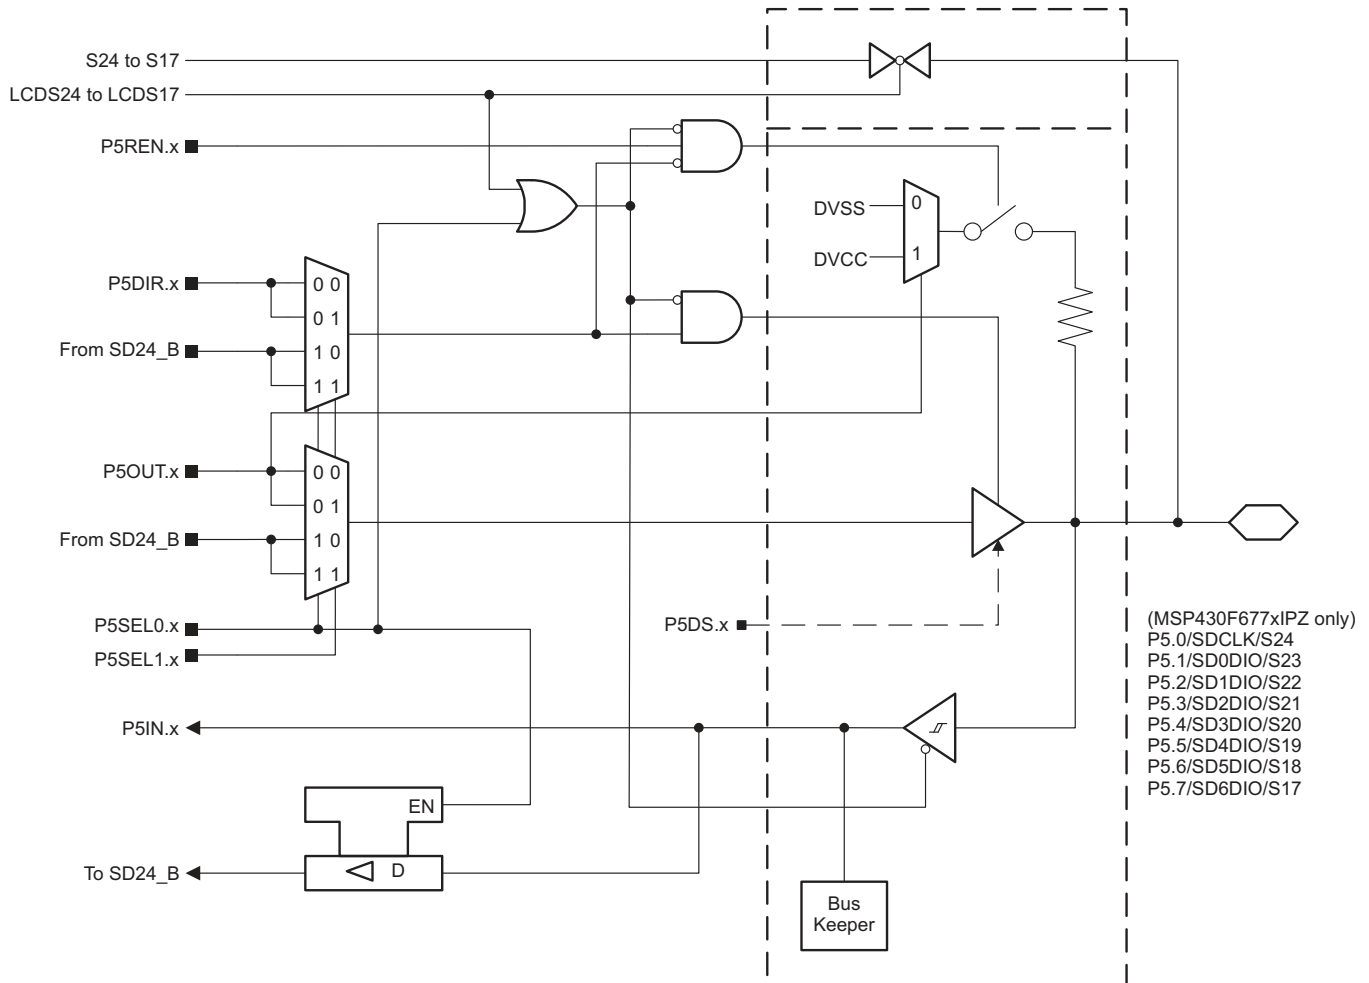 S24 to S17
LCDS24 to LCDS17
P5REN.x
DVSS
0
DVCC
1
P5DIR.x
0 0
0 1
From SD24_B
1 0
1 1
P5OUT.x
0 0
0 1
From SD24_B
1 0
1 1
P5SEL0.x
P5SEL1.x
P5DS.x
(MSP430F677xIPZ only)
P5.0/SDCLK/S24
P5.1/SD0DIO/S23
P5.2/SD1DIO/S22
P5.3/SD2DIO/S21
P5.4/SD3DIO/S20
P5.5/SD4DIO/S19
P5.6/SD5DIO/S18
P5.7/SD6DIO/S17
P5IN.x
EN
To SD24_B
D
Bus
Keeper